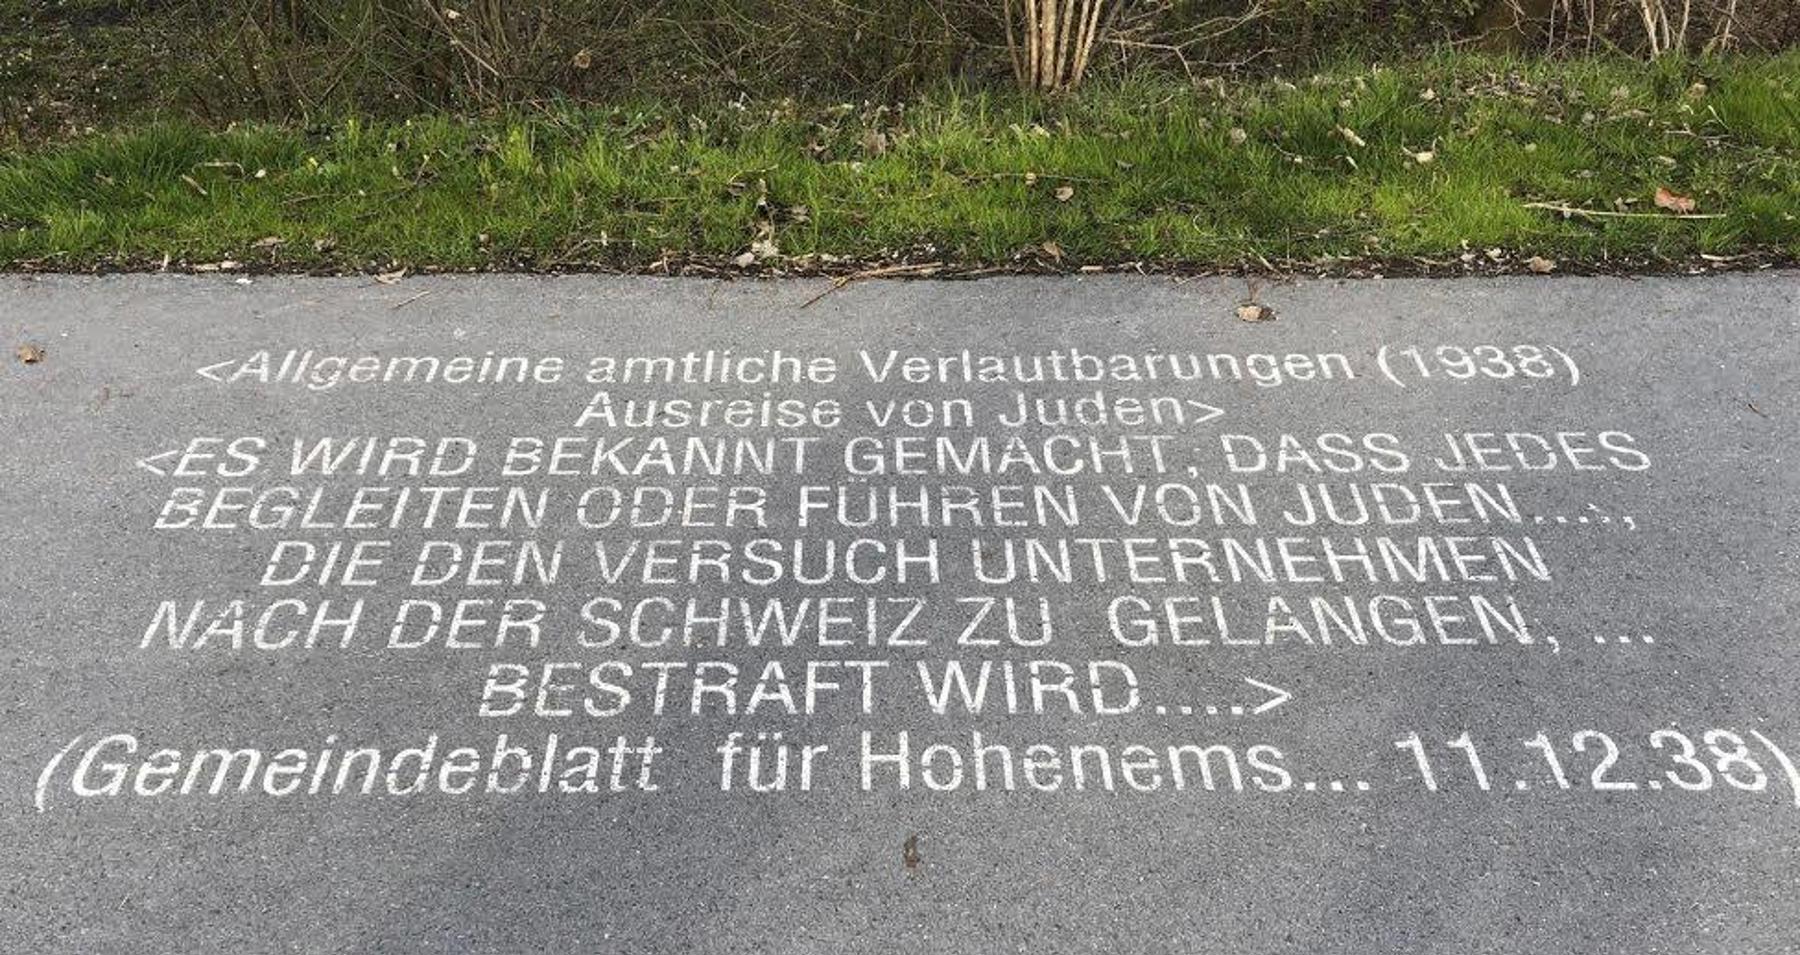 <Allgemeine amtliche Verlautbarungen (1938)
Ausreise von Juden>
<ES WIRD BEKANNT GEMACHT, DASS JEDES
BEGLEITEN ODER FÜHREN VON JUDEN....,
DIE DEN VERSUCH UNTERNEHMEN
NACH DER SCHWEIZ ZU GELANGEN, ...
BESTRAFT WIRD....>
(Gemeindeblatt für Hohenems... 11.12.38)